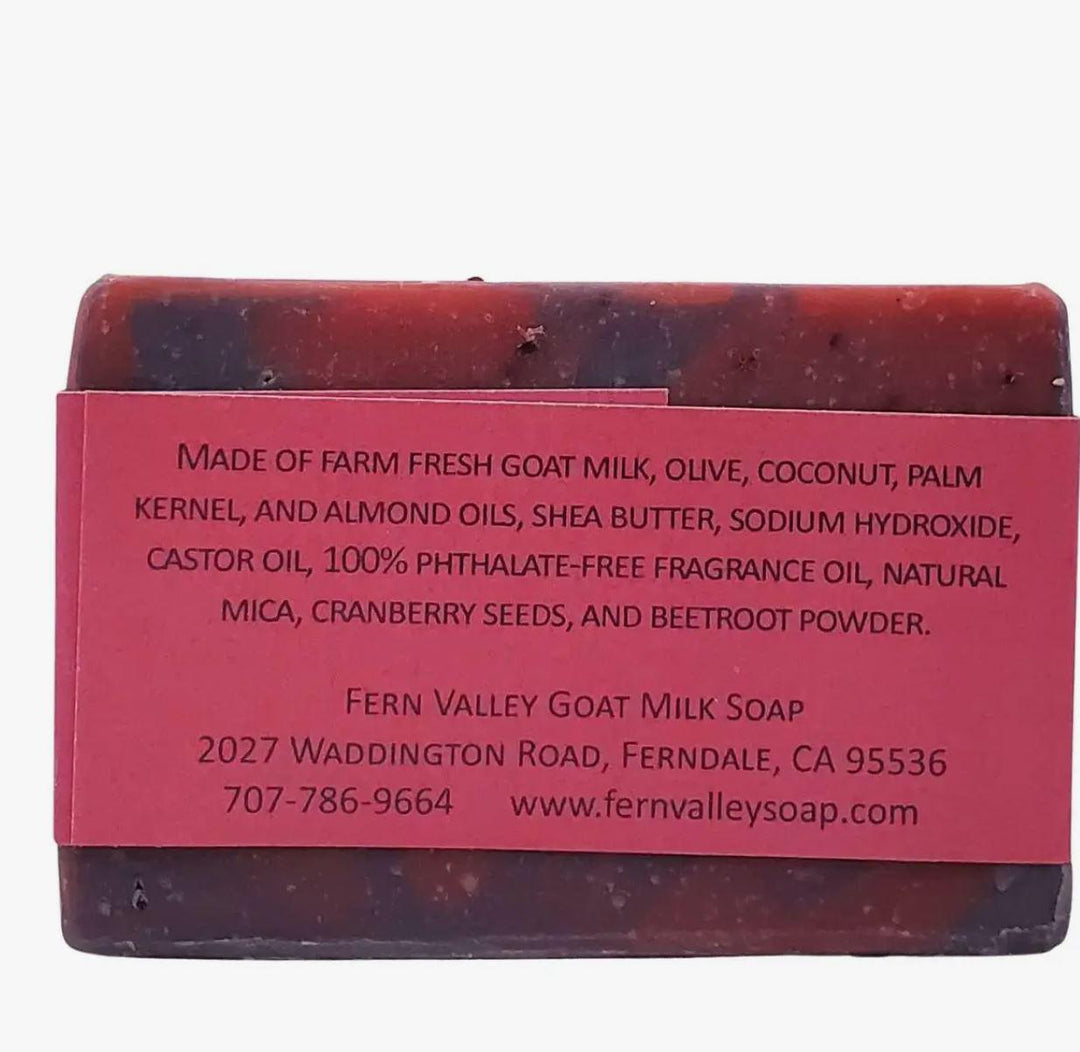 MADE OF FARM FRESH GOAT MILK, OLIVE, COCONUT, PALM
KERNEL, AND ALMOND OILS, SHEA BUTTER, SODIUM HYDROXIDE,
CASTOR OIL, 100% PHTHALATE-FREE FRAGRANCE OIL, NATURAL
MICA, CRANBERRY SEEDS, AND BEETROOT POWDER.
FERN VALLEY GOAT MILK SOAP
2027 WADDINGTON ROAD, FERNDALE, CA 95536
707-786-9664 www.fernvalleysoap.com